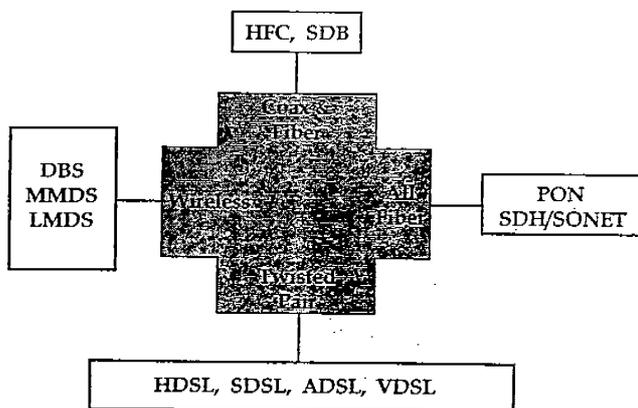 HFC, SDB
Coax &
Fiber
DBS
MMDS
LMDS
Wireless
All
Fiber
PON
SDH/SONET
Twisted
Pair
HDSL, SDSL, ADSL, VDSL